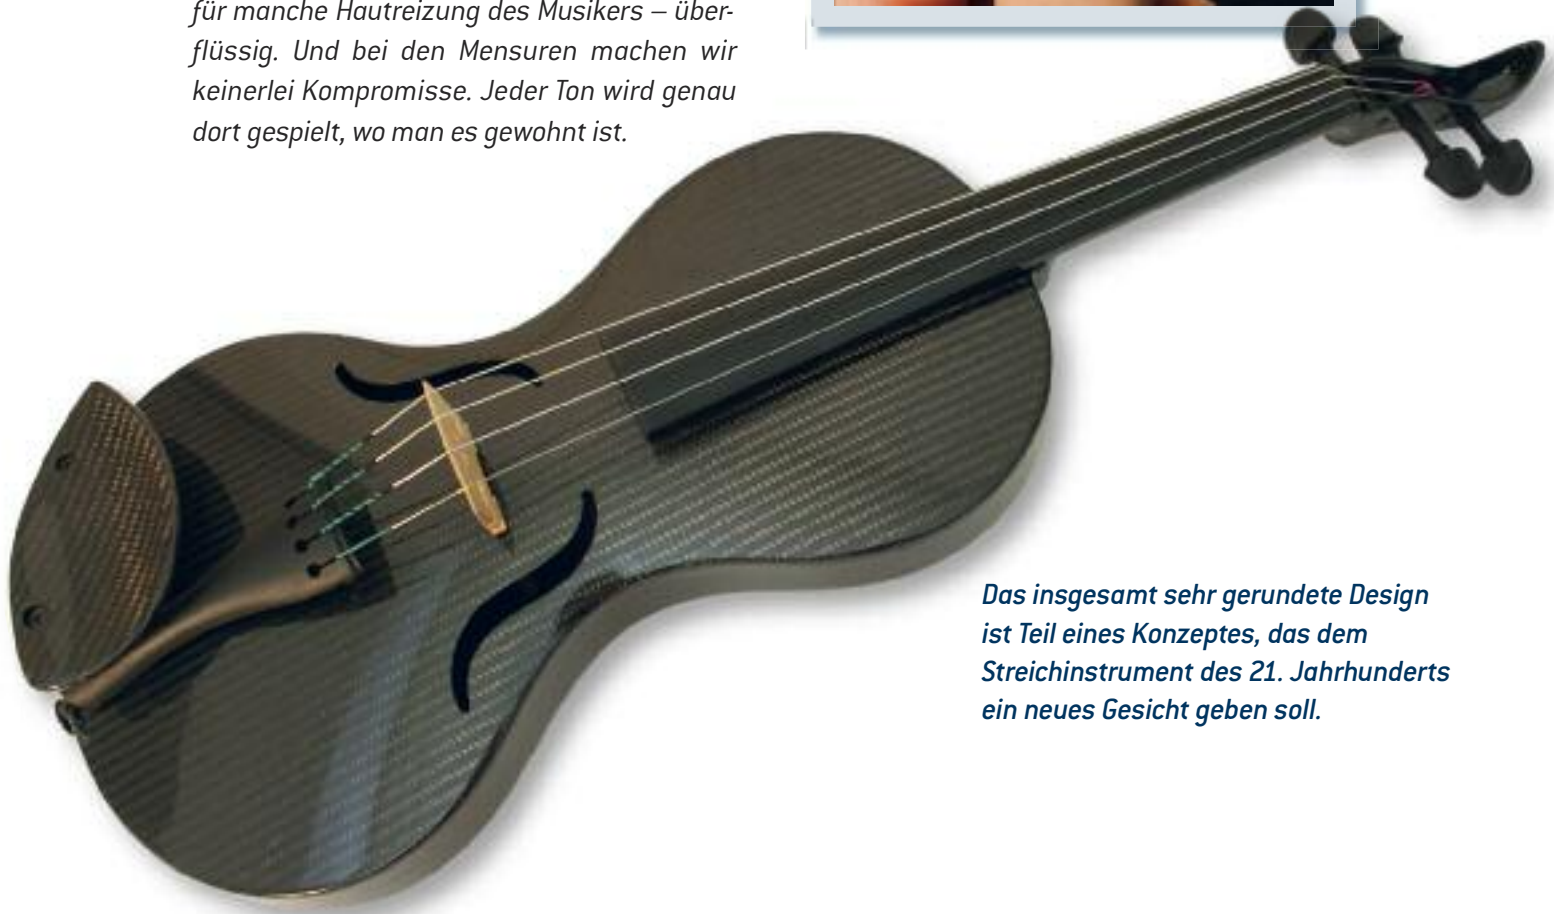 für manche Hautreizung des Musikers – über-
flüssig. Und bei den Mensuren machen wir
keinerlei Kompromisse. Jeder Ton wird genau
dort gespielt, wo man es gewohnt ist.
Das insgesamt sehr gerundete Design
ist Teil eines Konzeptes, das dem
Streichinstrument des 21. Jahrhunderts
ein neues Gesicht geben soll.